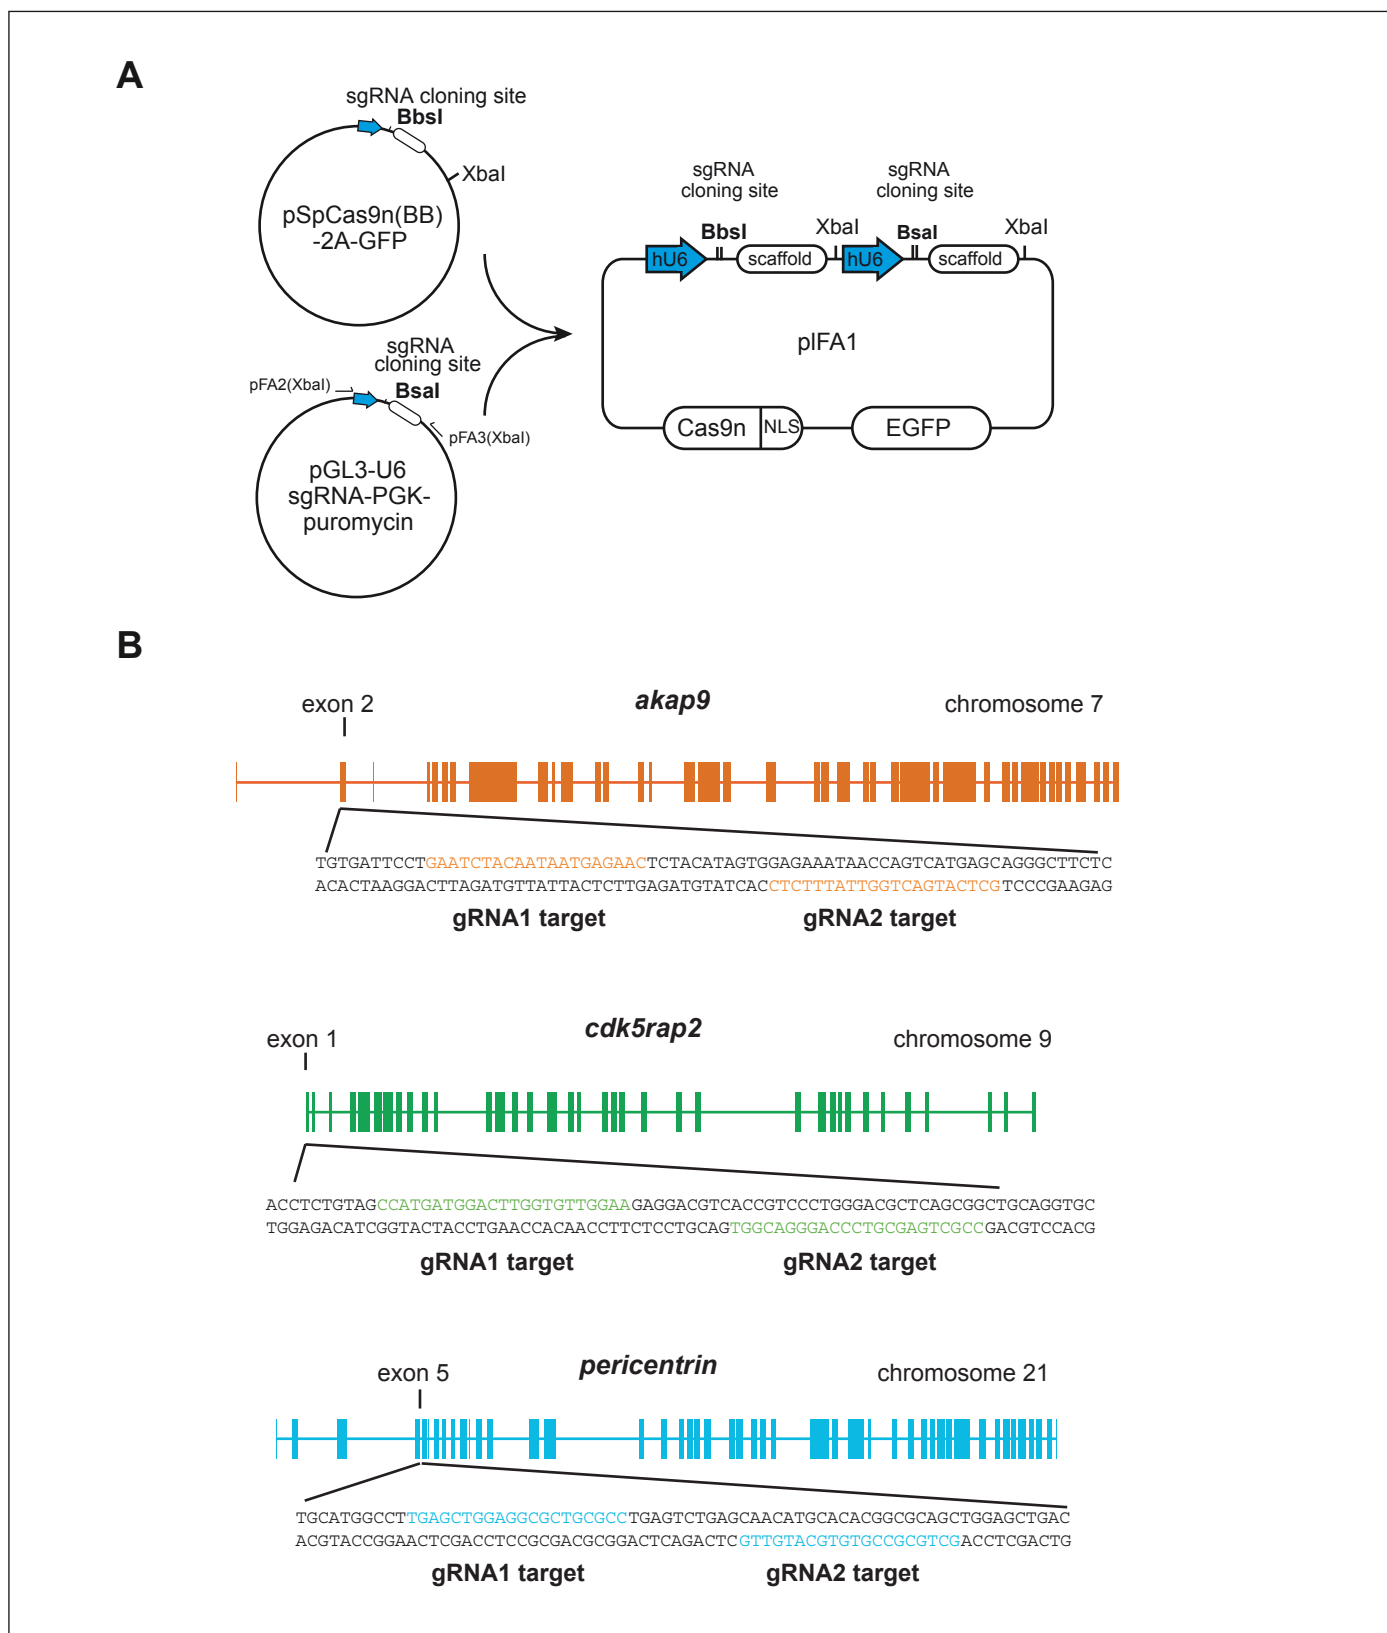 A
sgRNA cloning site
BbsI
XbaI
pSpCas9n(BB)
-2A-GFP
sgRNA
cloning site
pFA2(XbaI)
BsaI
pFA3(XbaI)
pGL3-U6
sgRNA-PGK-
puromycin
sgRNA
cloning site
sgRNA
cloning site
BbsI
XbaI
BsaI
XbaI
hU6
scaffold
hU6
scaffold
pIFA1
Cas9n
NLS
EGFP
B
exon 2
akap9
chromosome 7
TGTGATTCCTGAATCTACAATAATGAGAACTCTACATAGTGGAGAAATAACCAGTCATGAGCAGGGCTTCTC
ACACTAAGGACTTAGATGTTATTACTCTTGAGATGTATCACCTCTTTATTGGTCAGTACTCGTCCCGAAGAG
gRNA1 target
gRNA2 target
exon 1
cdk5rap2
chromosome 9
ACCTCTGTAGCCATGATGGACTTGGTGTTGGAAGAGGACGTCACCGTCCCTGGGACGCTCAGCGGCTGCAGGTGC
TGGAGACATCGGTACTACCTGAACCACAACCTTCTCCTGCAGTGGCAGGGACCCTGCGAGTCGCCGACGTCCACG
gRNA1 target
gRNA2 target
exon 5
pericentrin
chromosome 21
TGCATGGCCTTGAGCTGGAGGCGCTGCGCCTGAGTCTGAGCAACATGCACACGGCGCAGCTGGAGCTGAC
ACGTACCGGAACTCGACCTCCGCGACGCGGACTCAGACTCGTTGTACGTGTGCCGCGTCGACCTCGACTG
gRNA1 target
gRNA2 target